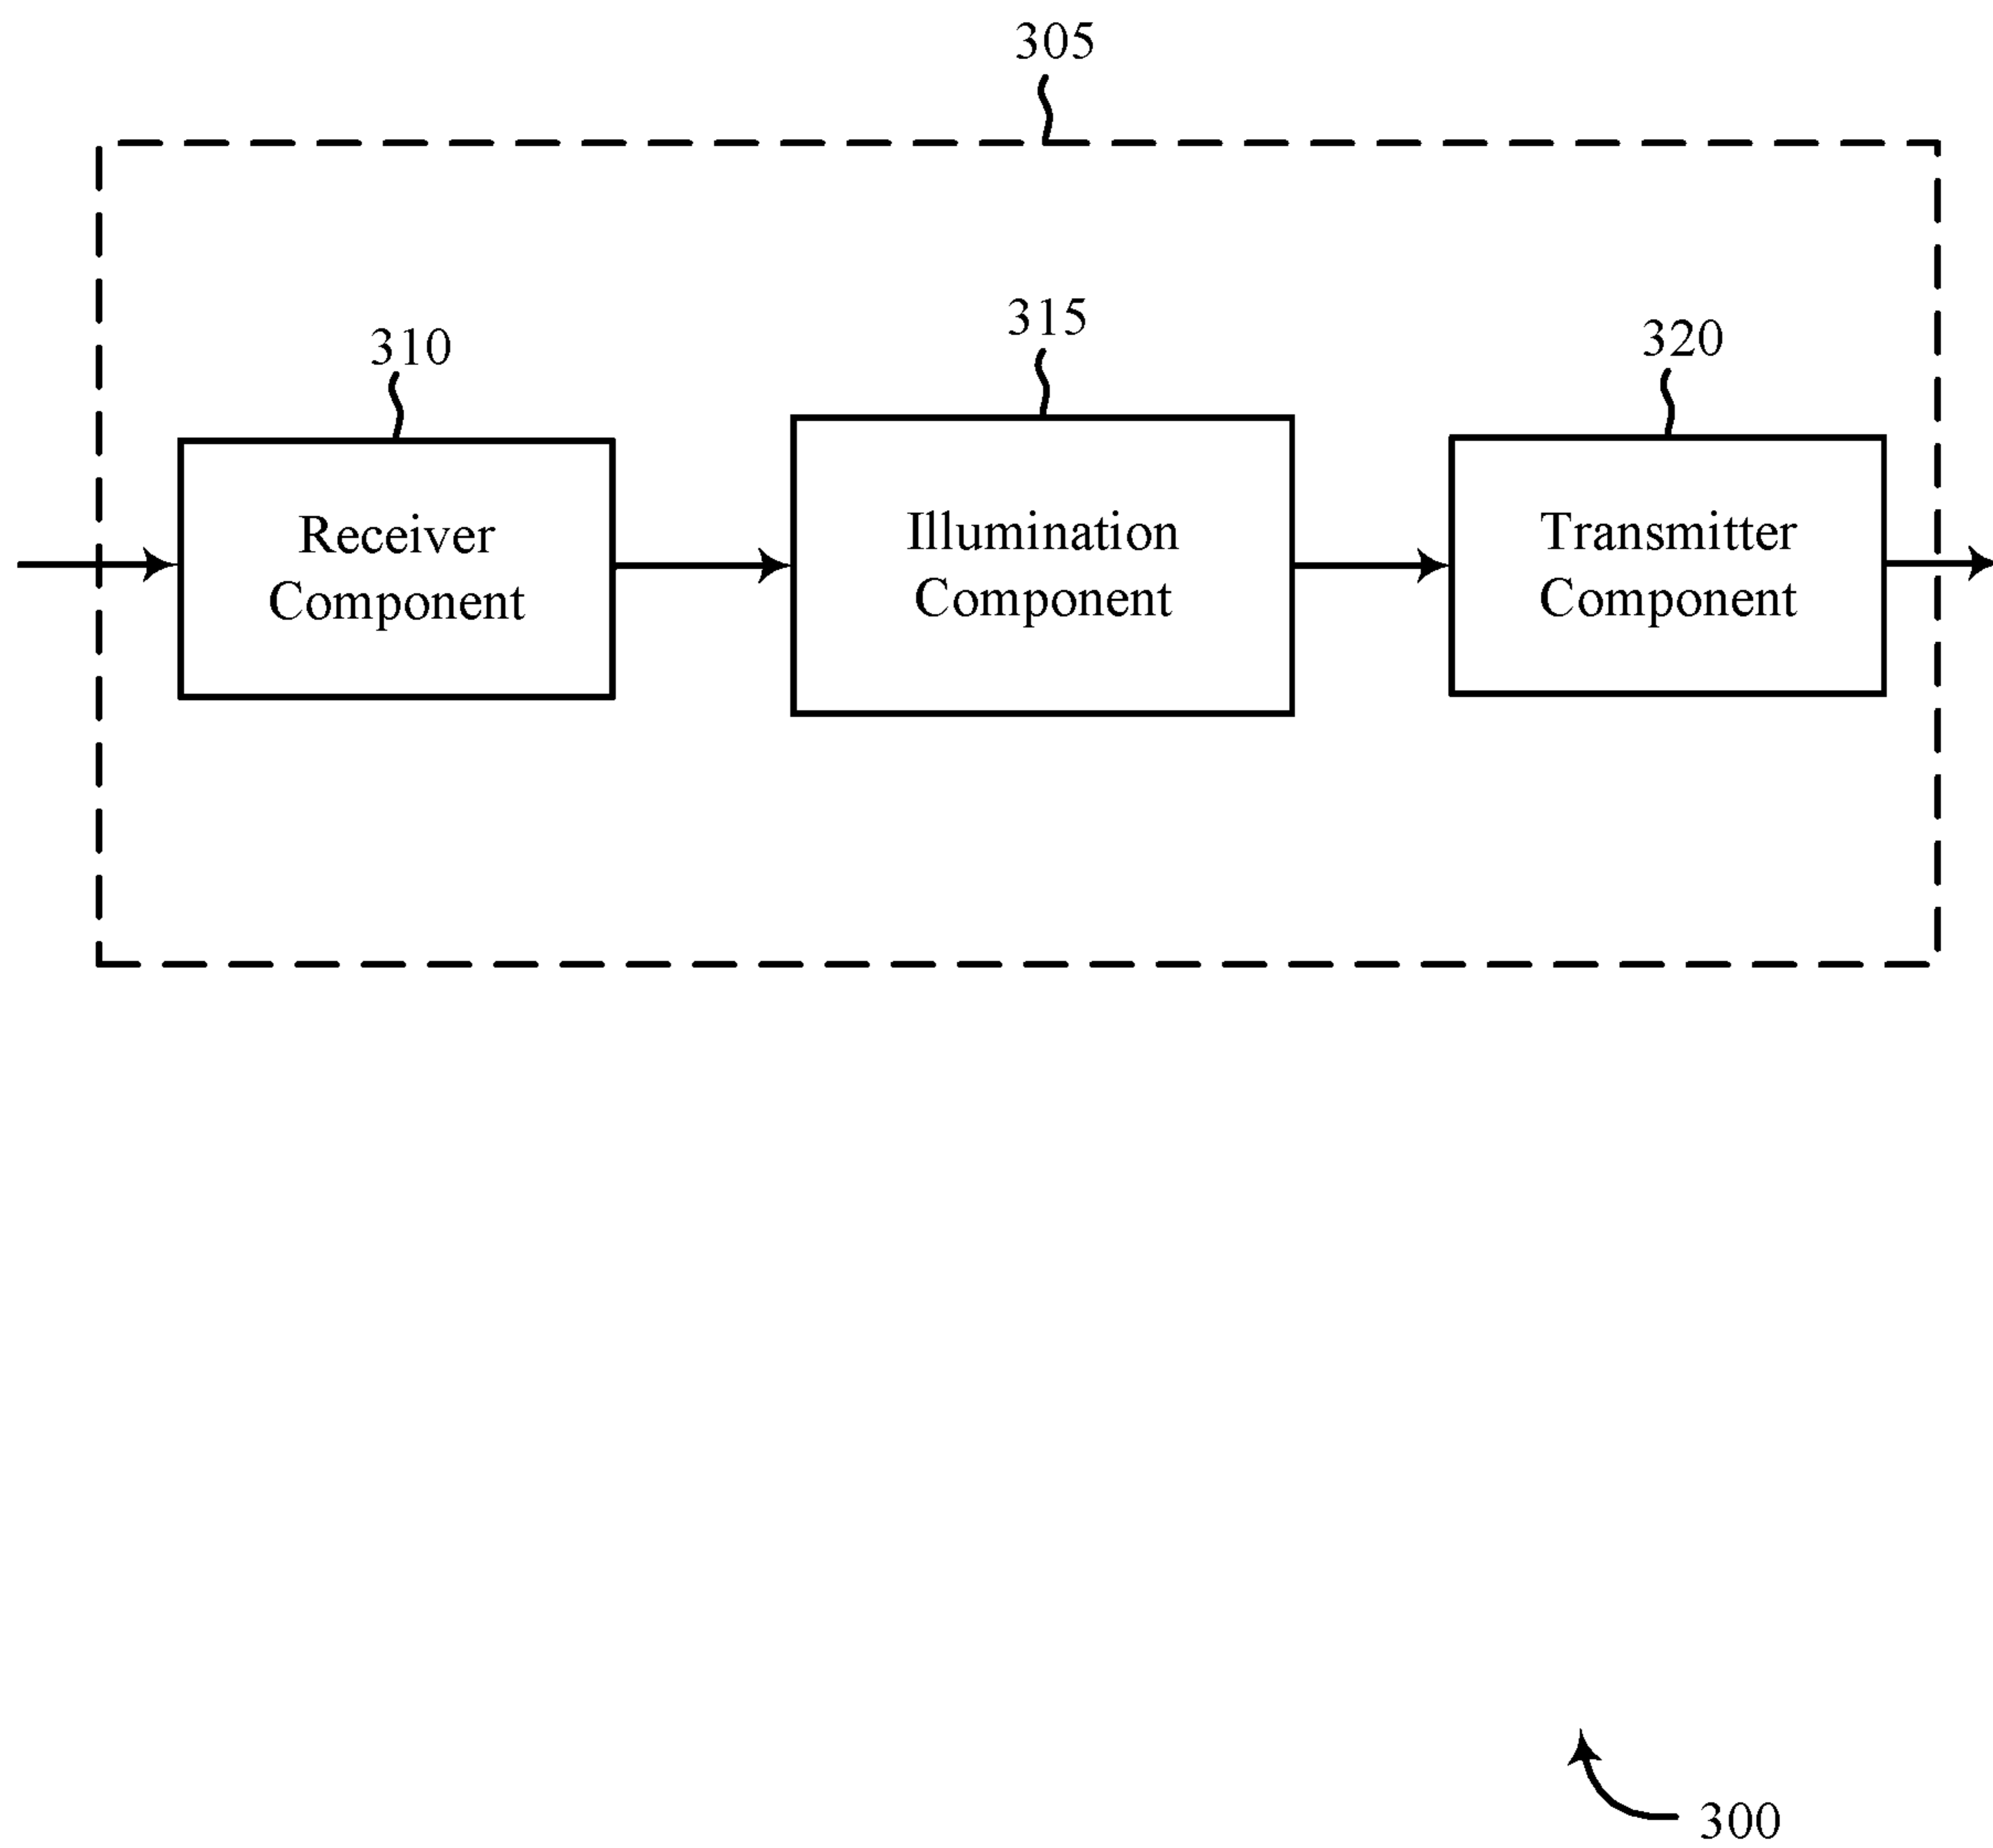 305
310
315
320
Receiver
Component
Illumination
Component
Transmitter
Component
300